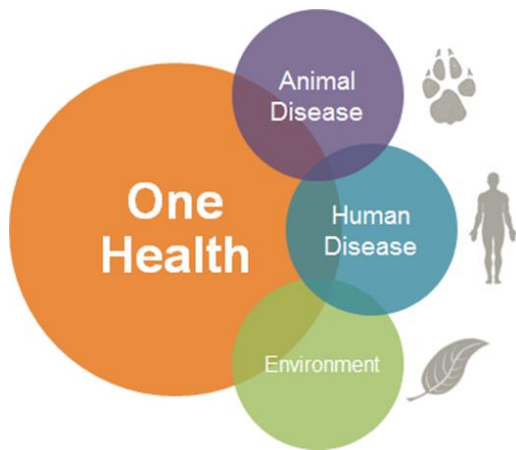 One
Health
Animal
Disease
Human
Disease
Environment